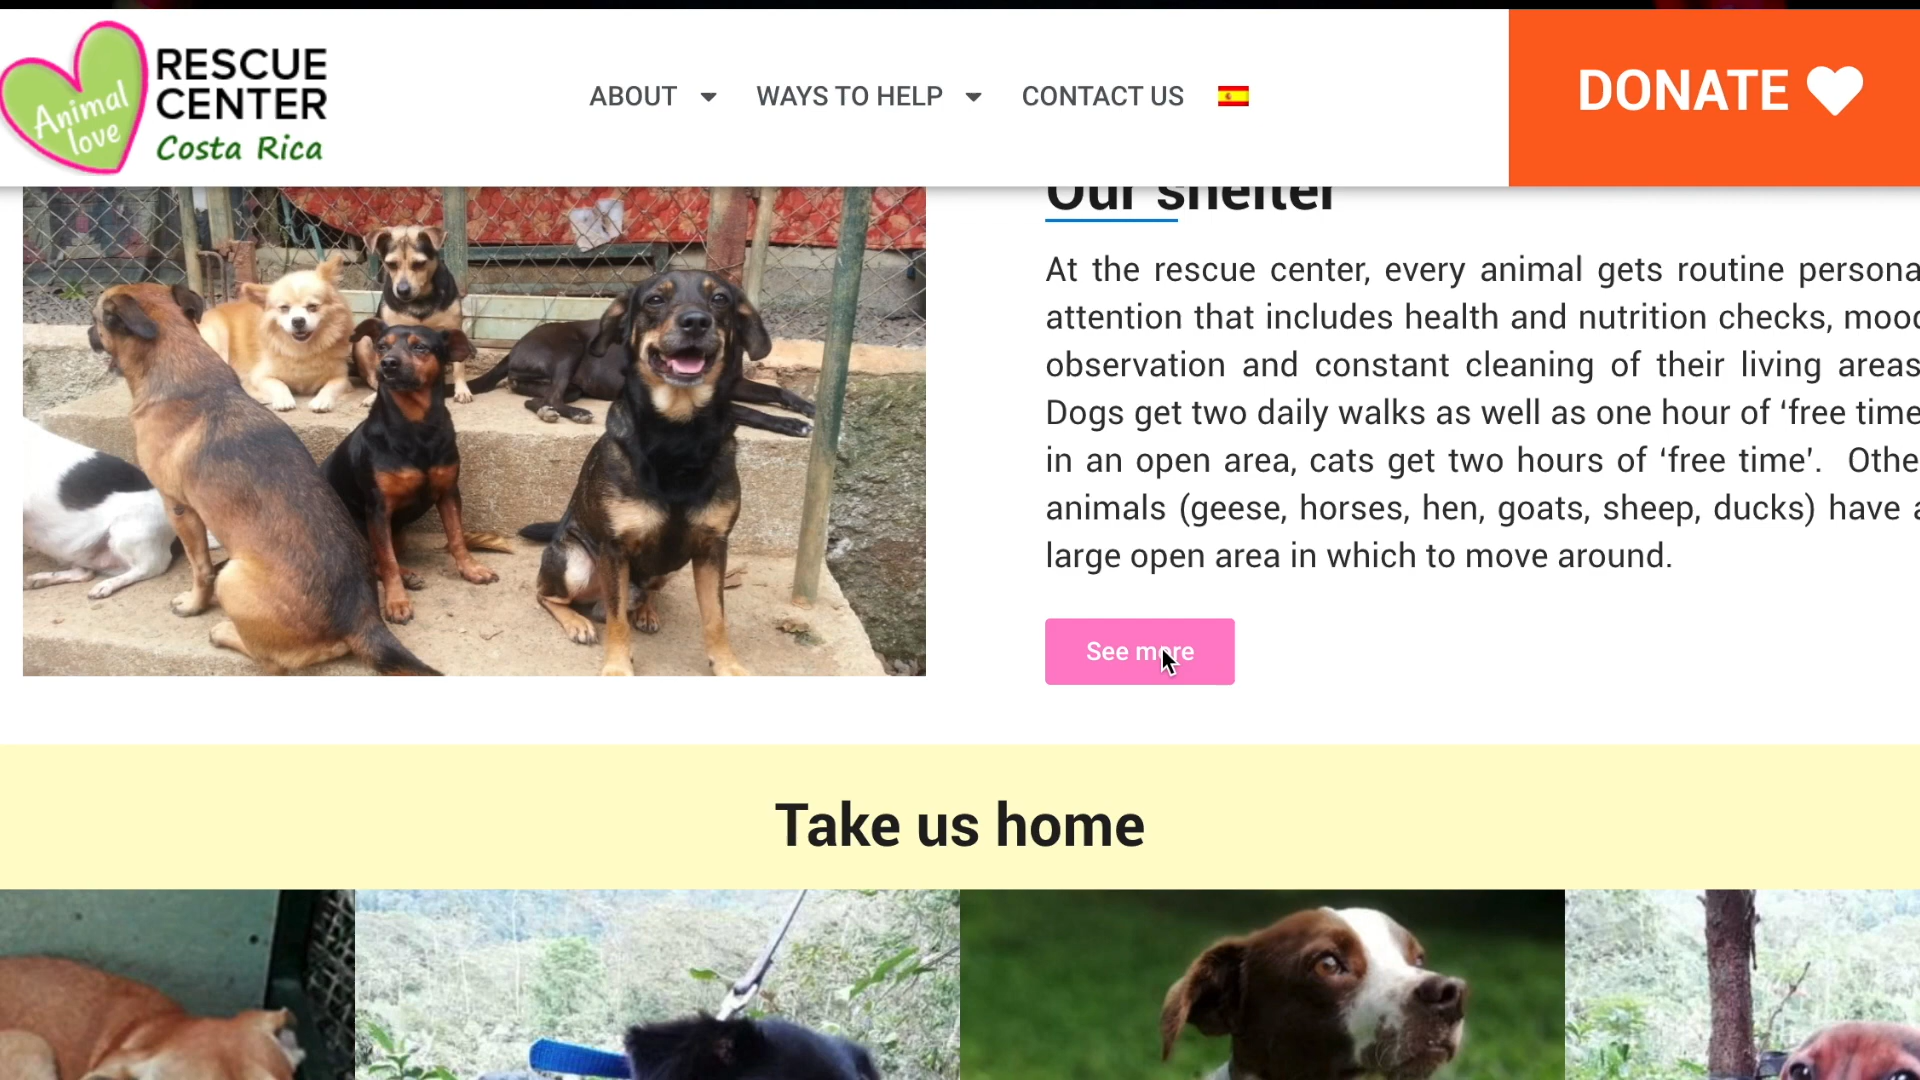 Animal
love
RESCUE
CENTER
Costa Rica
ABOUT WAYS TO HELP CONTACT US
DONATE
Our shelter
At the rescue center, every animal gets routine
attention that includes health and nutrition checks,
observation and constant cleaning of their living areas
Dogs get two daily walks as well as one hour of ‘free time
in an open area, cats get two hours of ‘free time’.
animals (geese, horses, hen, goats, sheep, ducks) have a
large open area in which to move around.
See more
Take us home